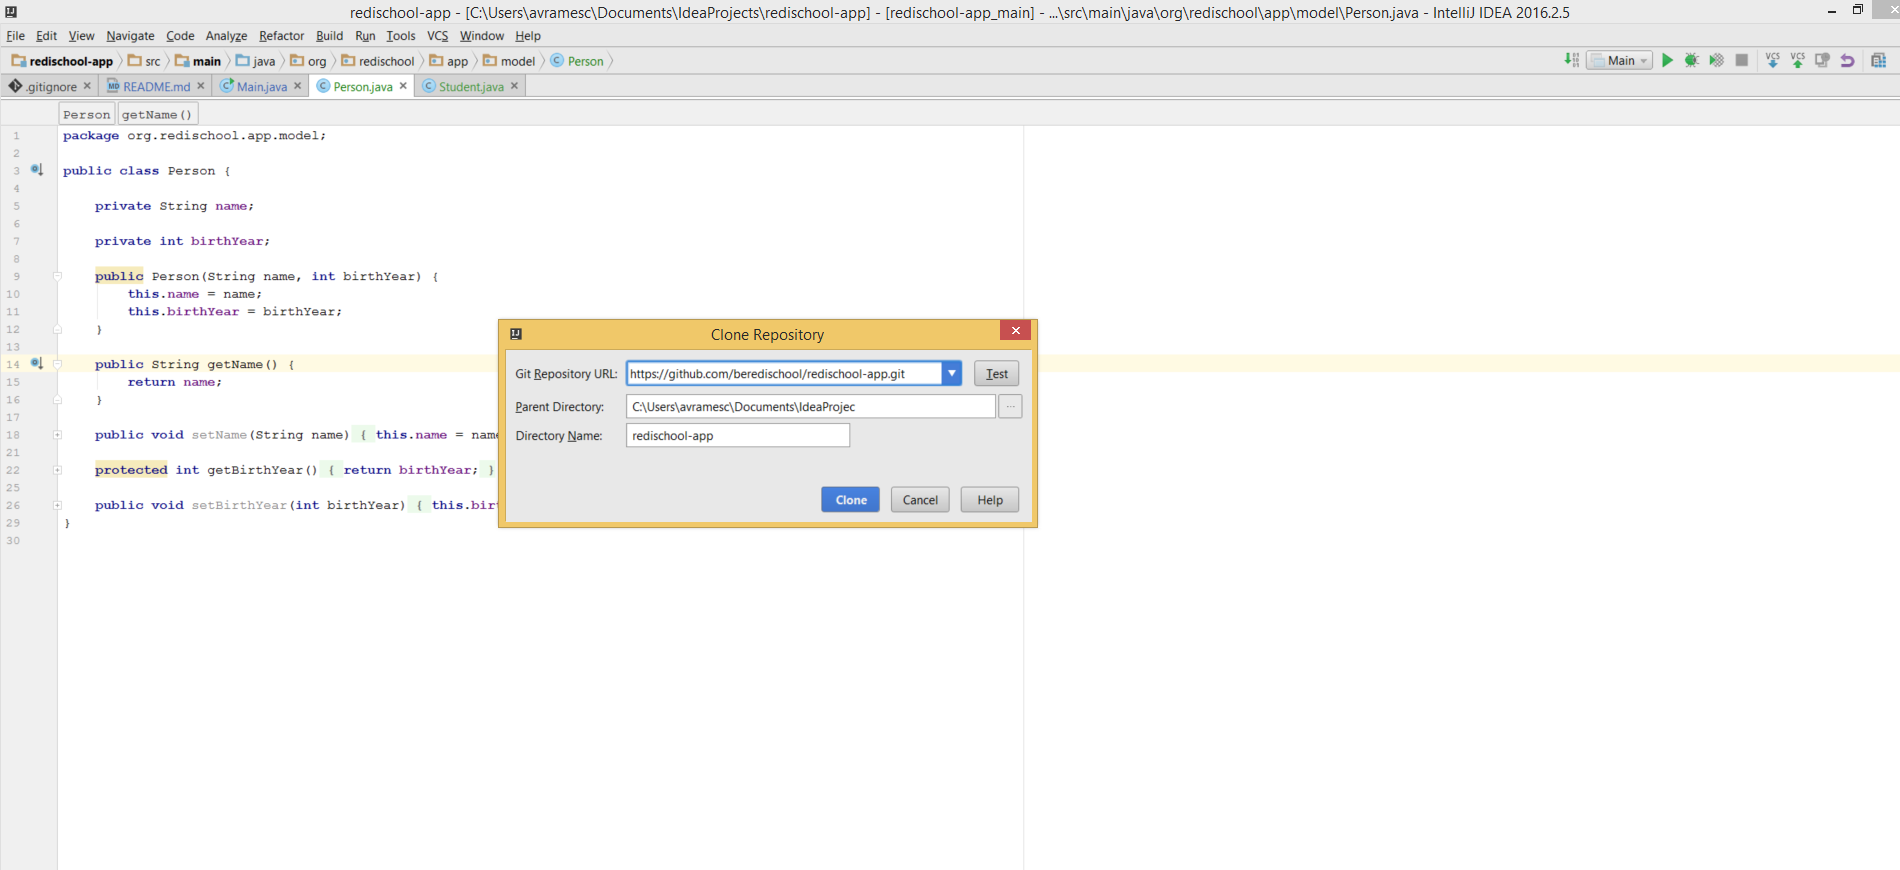 redischool-app - [C:\Users\avramesc\Documents\IdeaProjects\redischool-app] - [redischool-app_main] - ...\src\main\java\org\redischool\app\model\Person.java - IntelliJ IDEA 2016.2.5
File Edit View Navigate Code Analyze Refactor Build Run Tools VCS Window Help
redischool-app src main java org redischool app model Person Main VCS VCS
.gitignore README.md Main.java Person.java Student.java
Person getName()
1 package org.redischool.app.model;
2
3 public class Person {
4
5 private String name;
6
7 private int birthYear;
8
9 public Person(String name, int birthYear) {
10 this.name = name;
11 this.birthYear = birthYear;
12 }
13
14 public String getName() {
15 return name;
16 }
17
18 public void setName(String name) { this.name = name
21
22 protected int getBirthYear() { return birthYear; }
25
26 public void setBirthYear(int birthYear) { this.birt
29 }
30
Clone Repository
Git Repository URL: https://github.com/beredischool/redischool-app.git Test
Parent Directory: C:\Users\avramesc\Documents\IdeaProjec ...
Directory Name: redischool-app
Clone Cancel Help